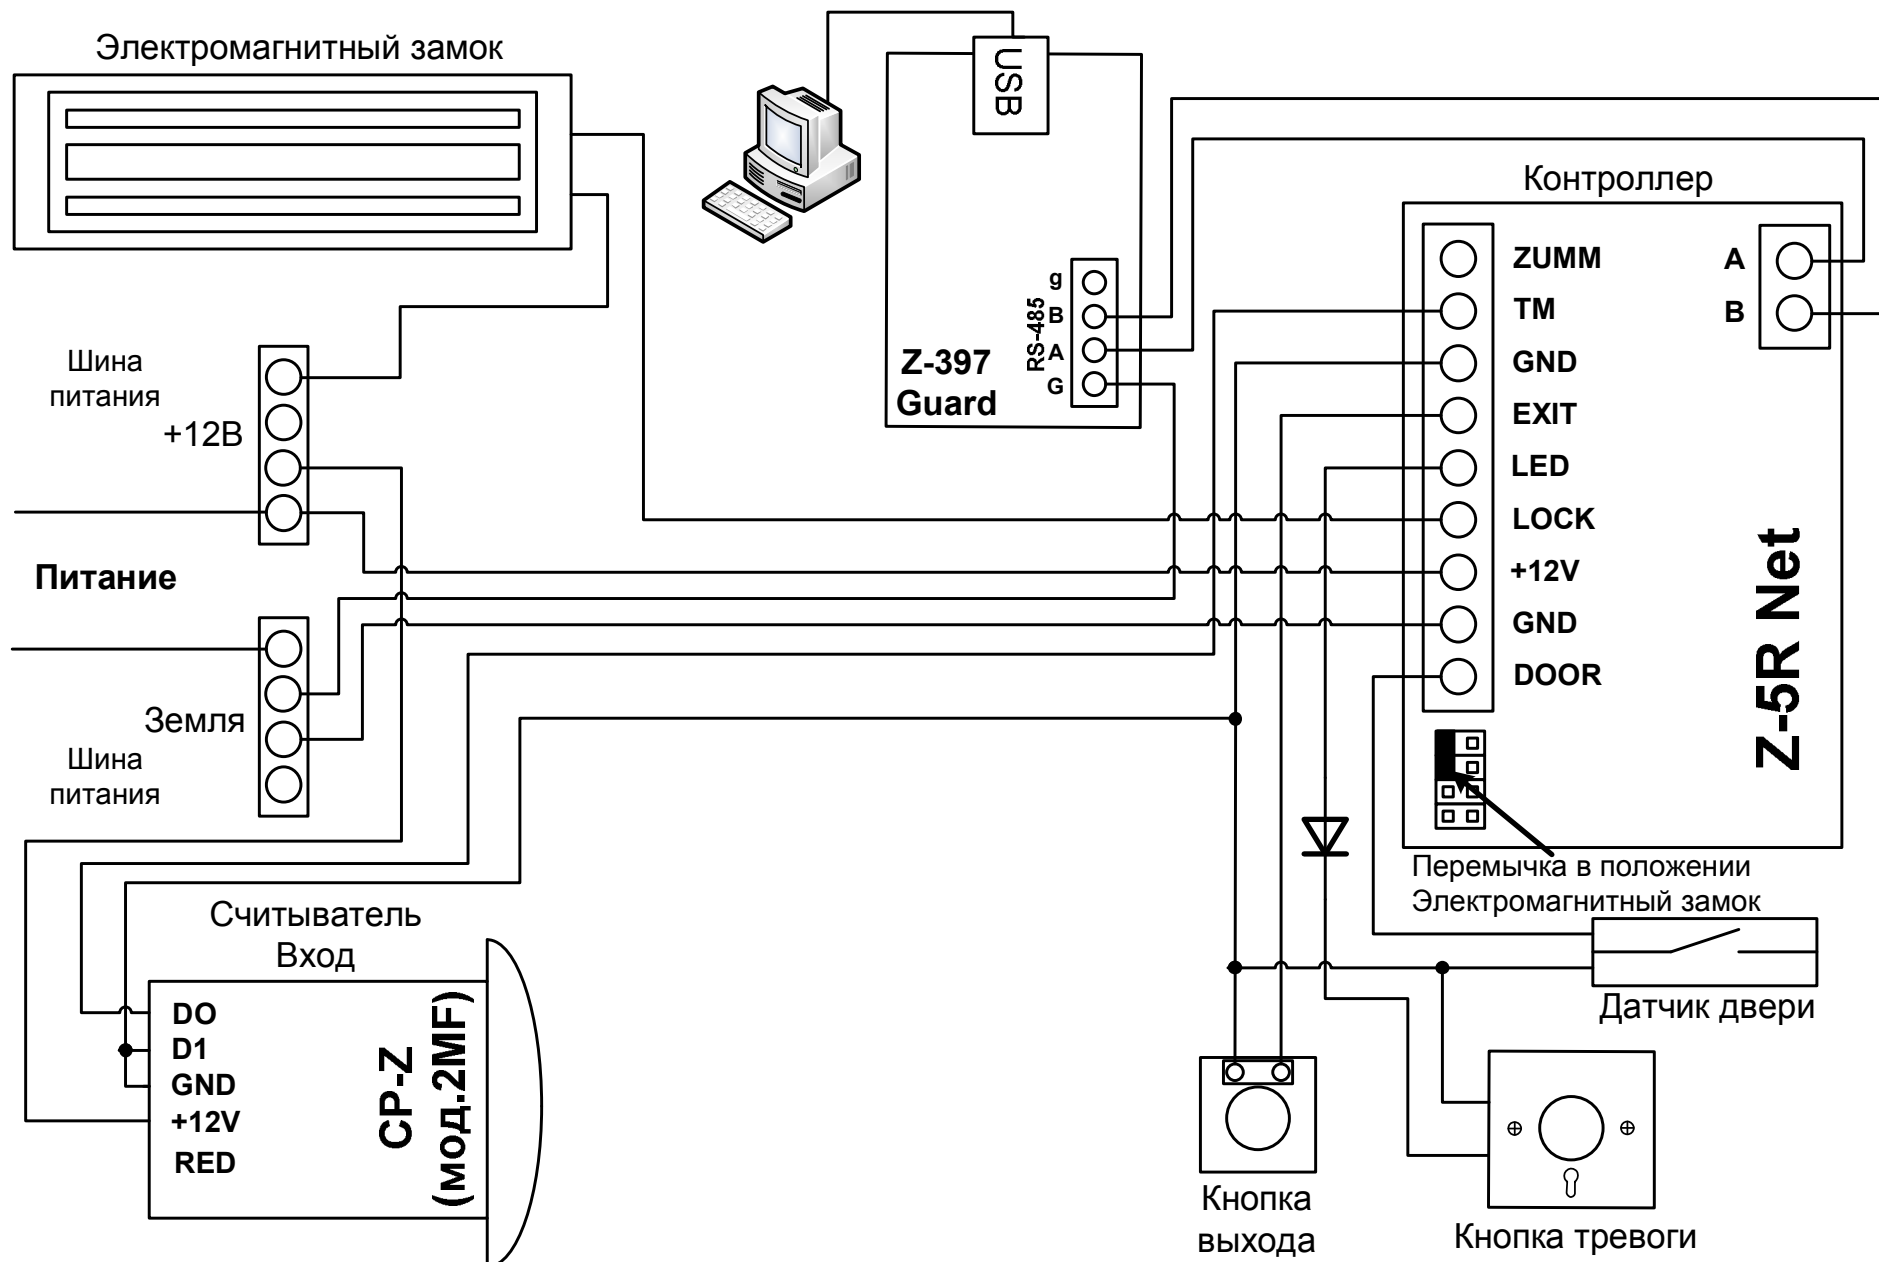 Электромагнитный замок
USB
g
B
A
G
RS-485
Z-397
Guard
Контроллер
ZUMM
TM
GND
EXIT
LED
LOCK
+12V
GND
DOOR
A
B
Z-5R Net
Шина
питания
+12В
Питание
Земля
Шина
питания
Перемычка в положении
Электромагнитный замок
Считыватель
Вход
DO
D1
GND
+12V
RED
CP-Z
(мод.2MF)
Датчик двери
Кнопка
выхода
Кнопка тревоги